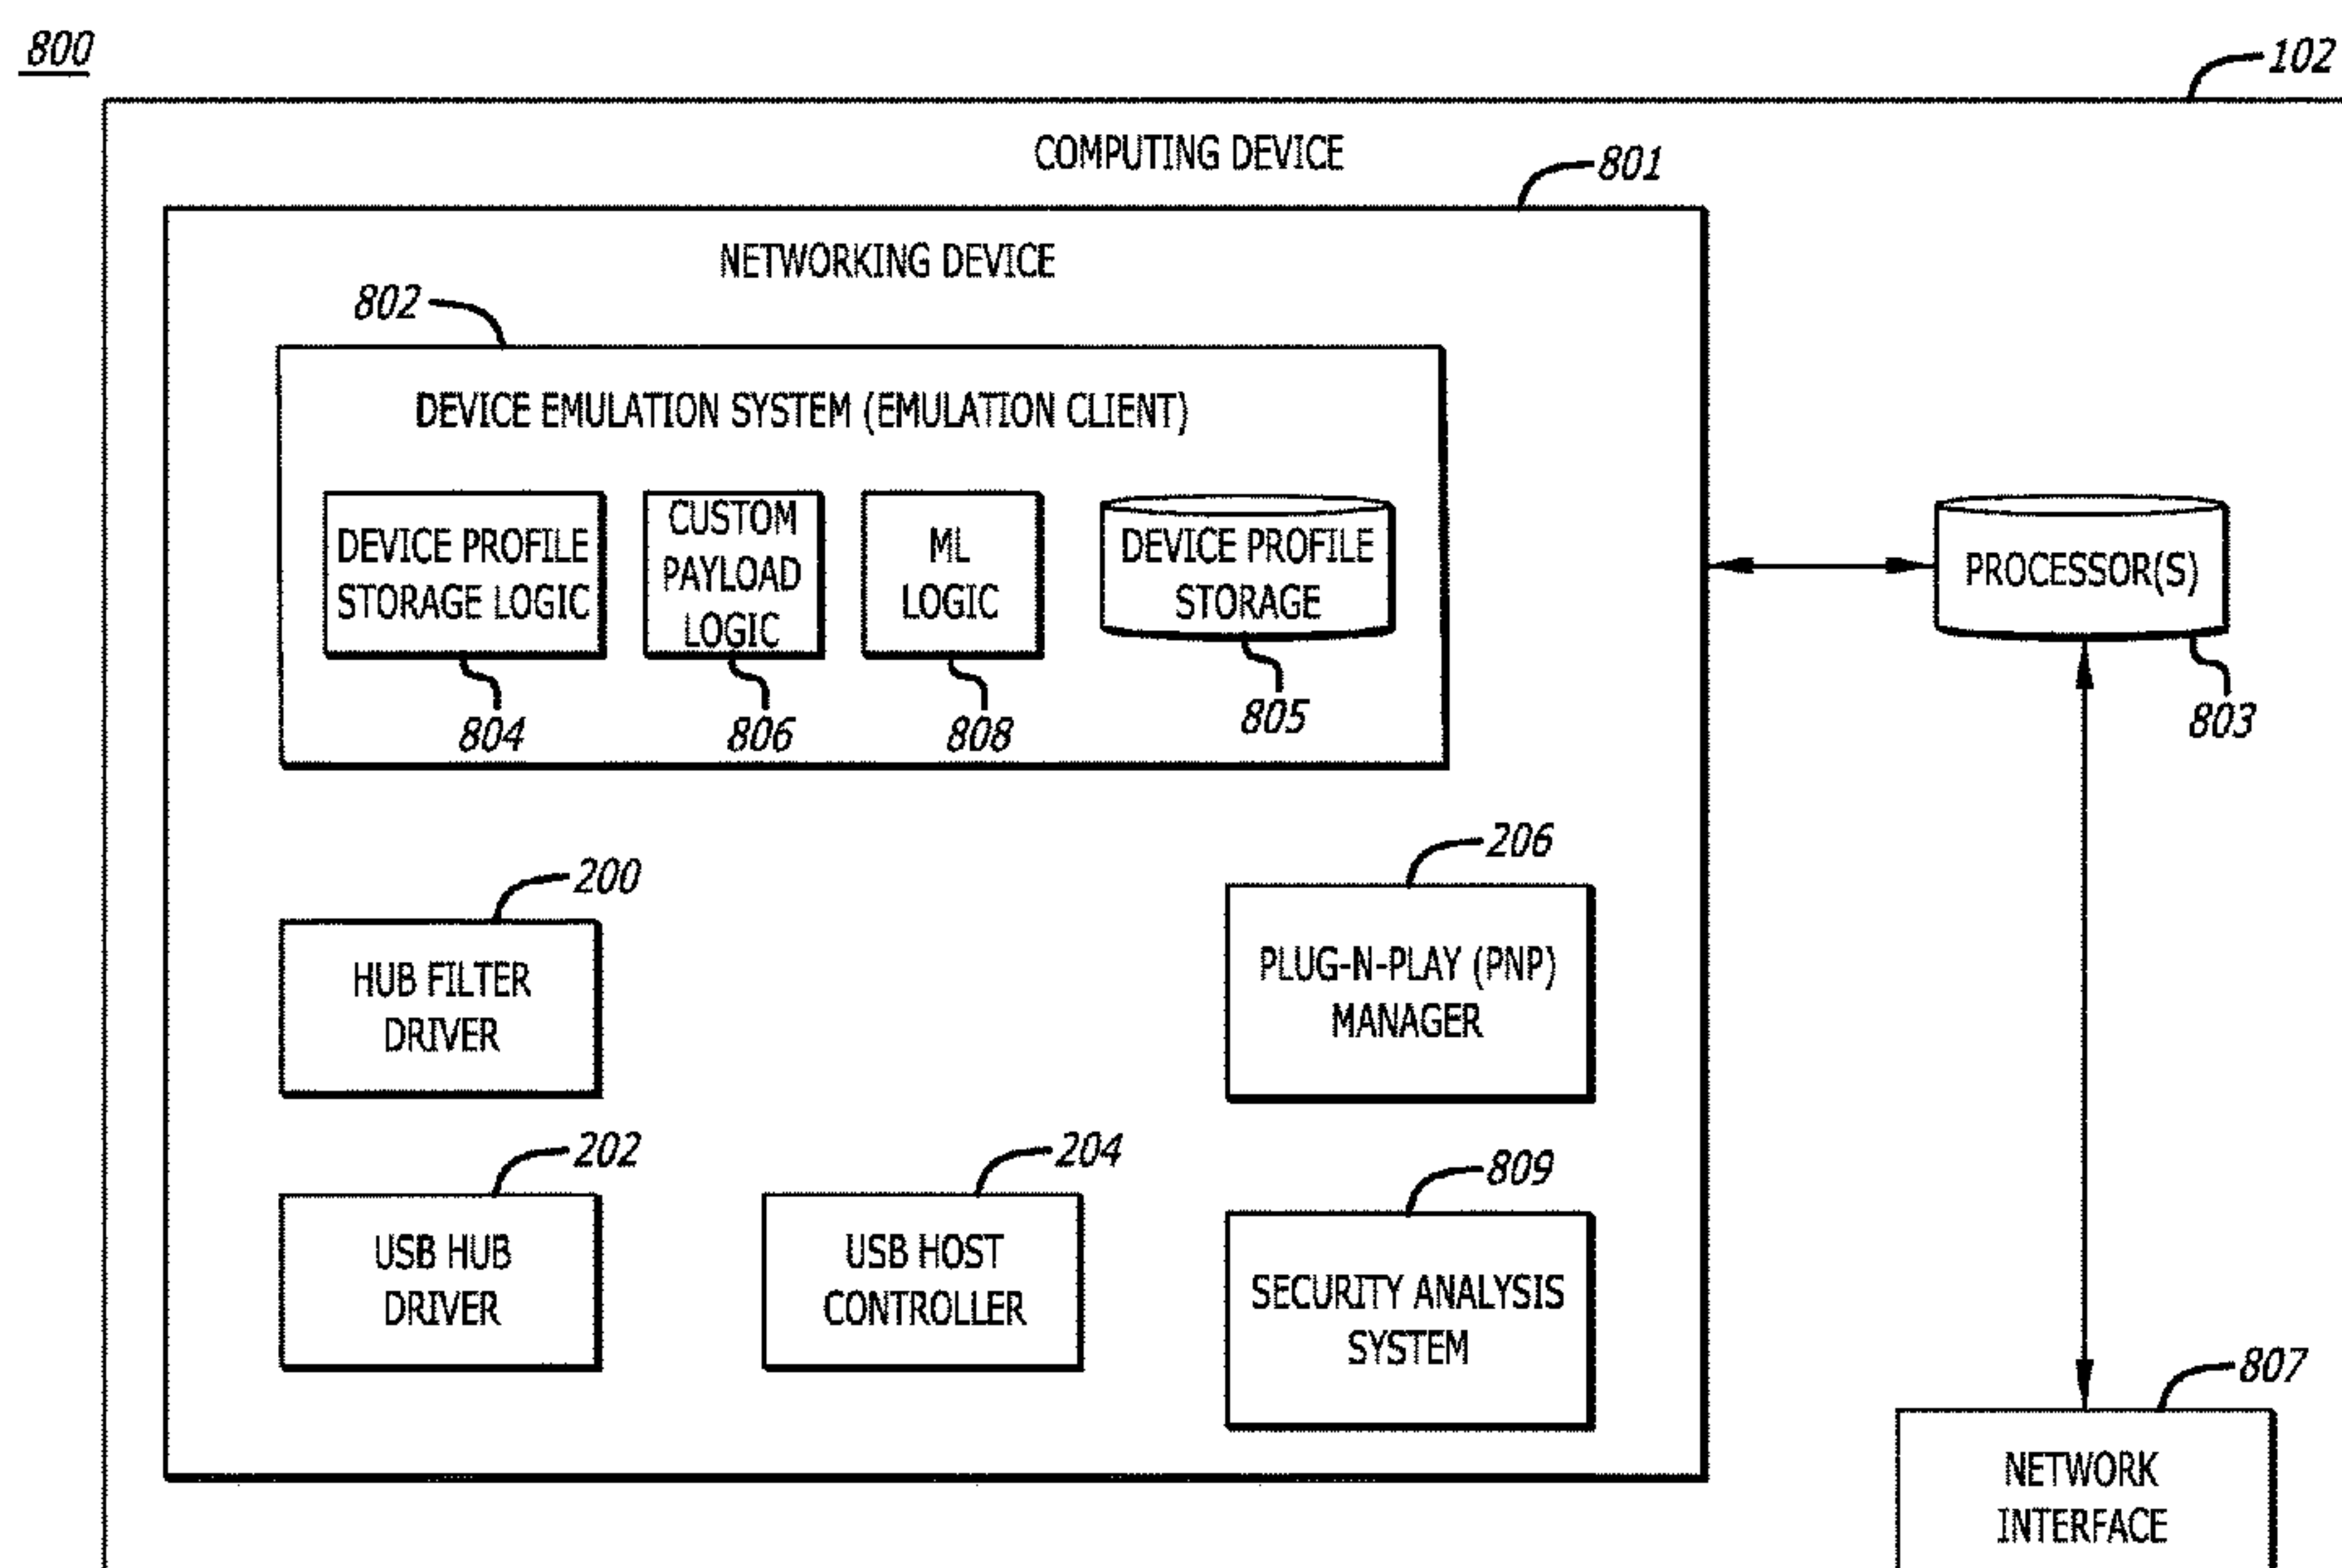 800
102
COMPUTING DEVICE
801
NETWORKING DEVICE
802
DEVICE EMULATION SYSTEM (EMULATION CLIENT)
DEVICE PROFILE
STORAGE LOGIC
804
CUSTOM
PAYLOAD
LOGIC
806
ML
LOGIC
808
DEVICE PROFILE
STORAGE
805
PROCESSOR(S)
803
200
HUB FILTER
DRIVER
206
PLUG-N-PLAY (PNP)
MANAGER
202
USB HUB
DRIVER
204
USB HOST
CONTROLLER
809
SECURITY ANALYSIS
SYSTEM
807
NETWORK
INTERFACE